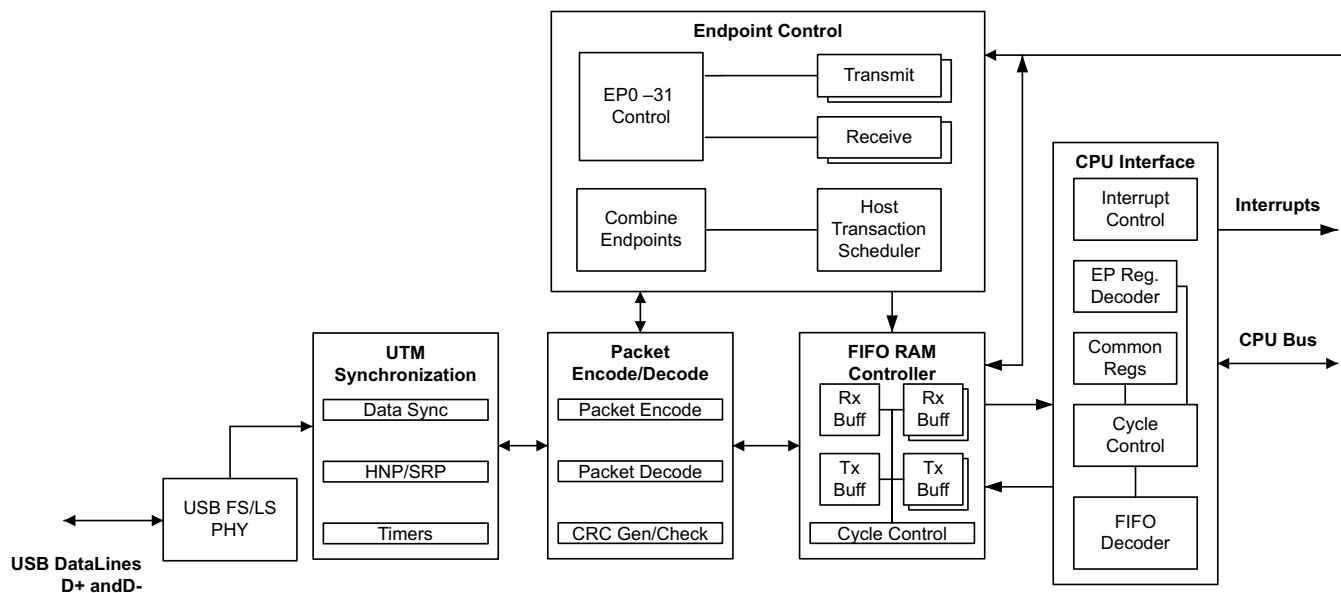 Endpoint Control
EP0 –31
Control
Transmit
Receive
Combine
Endpoints
Host
Transaction
Scheduler
CPU Interface
Interrupt
Control
Interrupts
EP Reg.
Decoder
Common
Regs
CPU Bus
Cycle
Control
FIFO
Decoder
UTM
Synchronization
Data Sync
HNP/SRP
Timers
Packet
Encode/Decode
Packet Encode
Packet Decode
CRC Gen/Check
FIFO RAM
Controller
Rx
Buff
Rx
Buff
Tx
Buff
Tx
Buff
Cycle Control
USB FS/LS
PHY
USB DataLines
D+ andD-